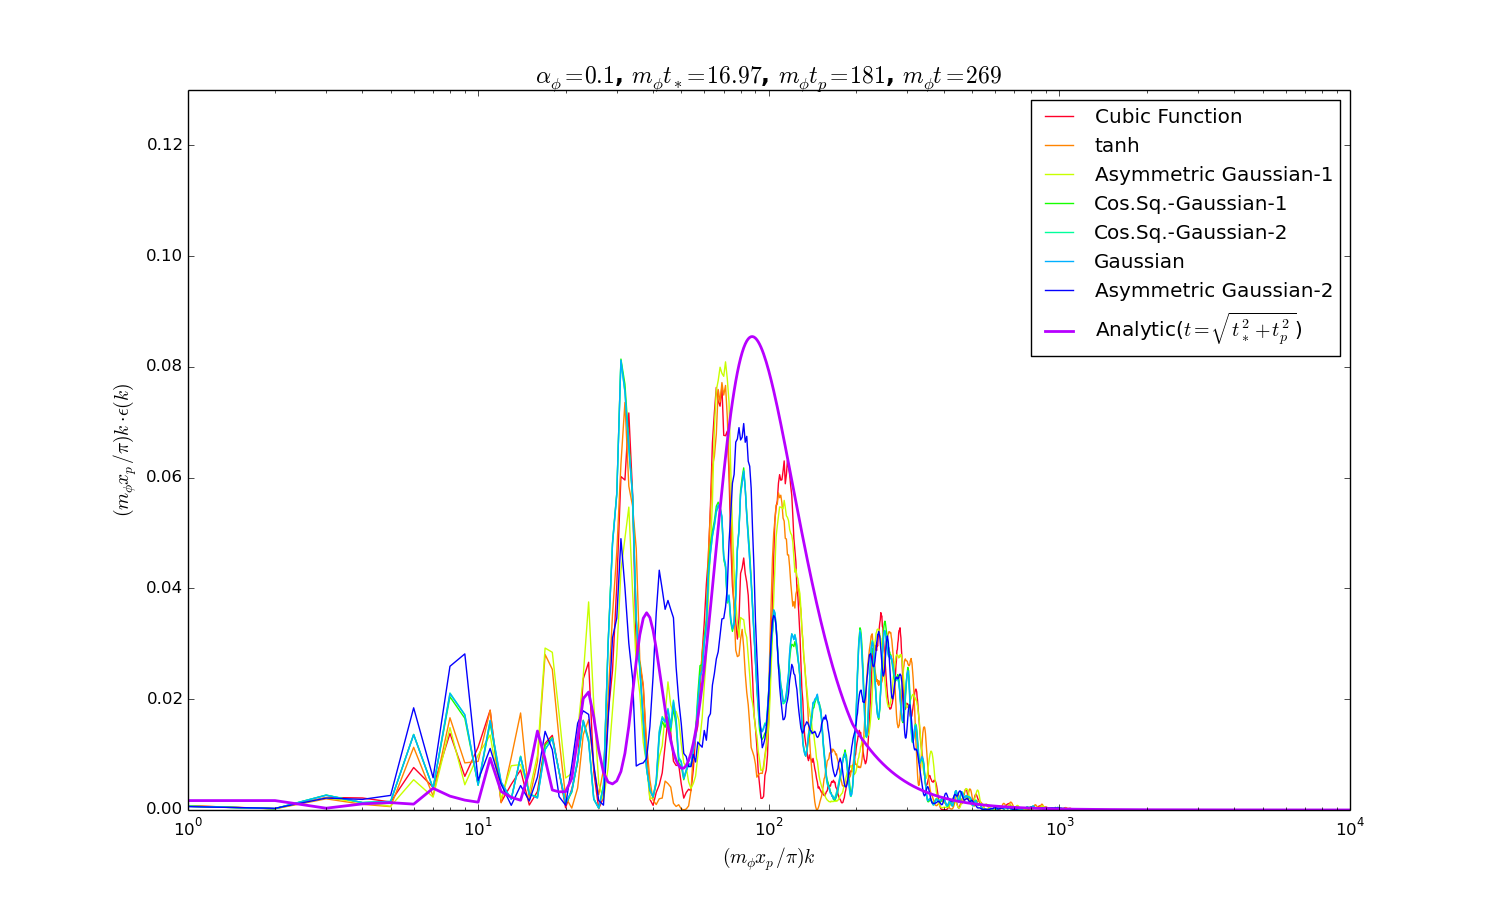 α_ϕ=0.1, m_ϕt_*=16.97, m_ϕt_p=181, m_ϕt=269
Cubic Function
tanh
Asymmetric Gaussian-1
Cos.Sq.-Gaussian-1
Cos.Sq.-Gaussian-2
Gaussian
Asymmetric Gaussian-2
Analytic(t=√(t_*^2+t_p^2))
0.12
0.10
0.08
0.06
0.04
0.02
0.00
(m_ϕx_p/π)k·ϵ(k)
10^0
10^1
10^2
10^3
10^4
(m_ϕx_p/π)k